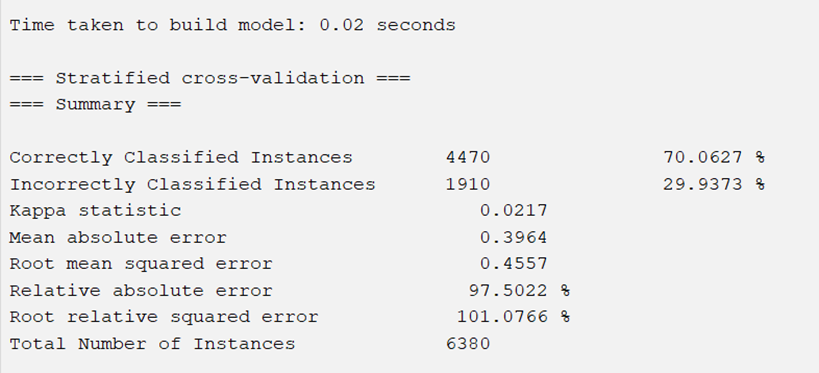 Time taken to build model: 0.02 seconds
=== Stratified cross-validation ===
=== Summary ===
Correctly Classified Instances 4470 70.0627 %
Incorrectly Classified Instances 1910 29.9373 %
Kappa statistic 0.0217
Mean absolute error 0.3964
Root mean squared error 0.4557
Relative absolute error 97.5022 %
Root relative squared error 101.0766 %
Total Number of Instances 6380